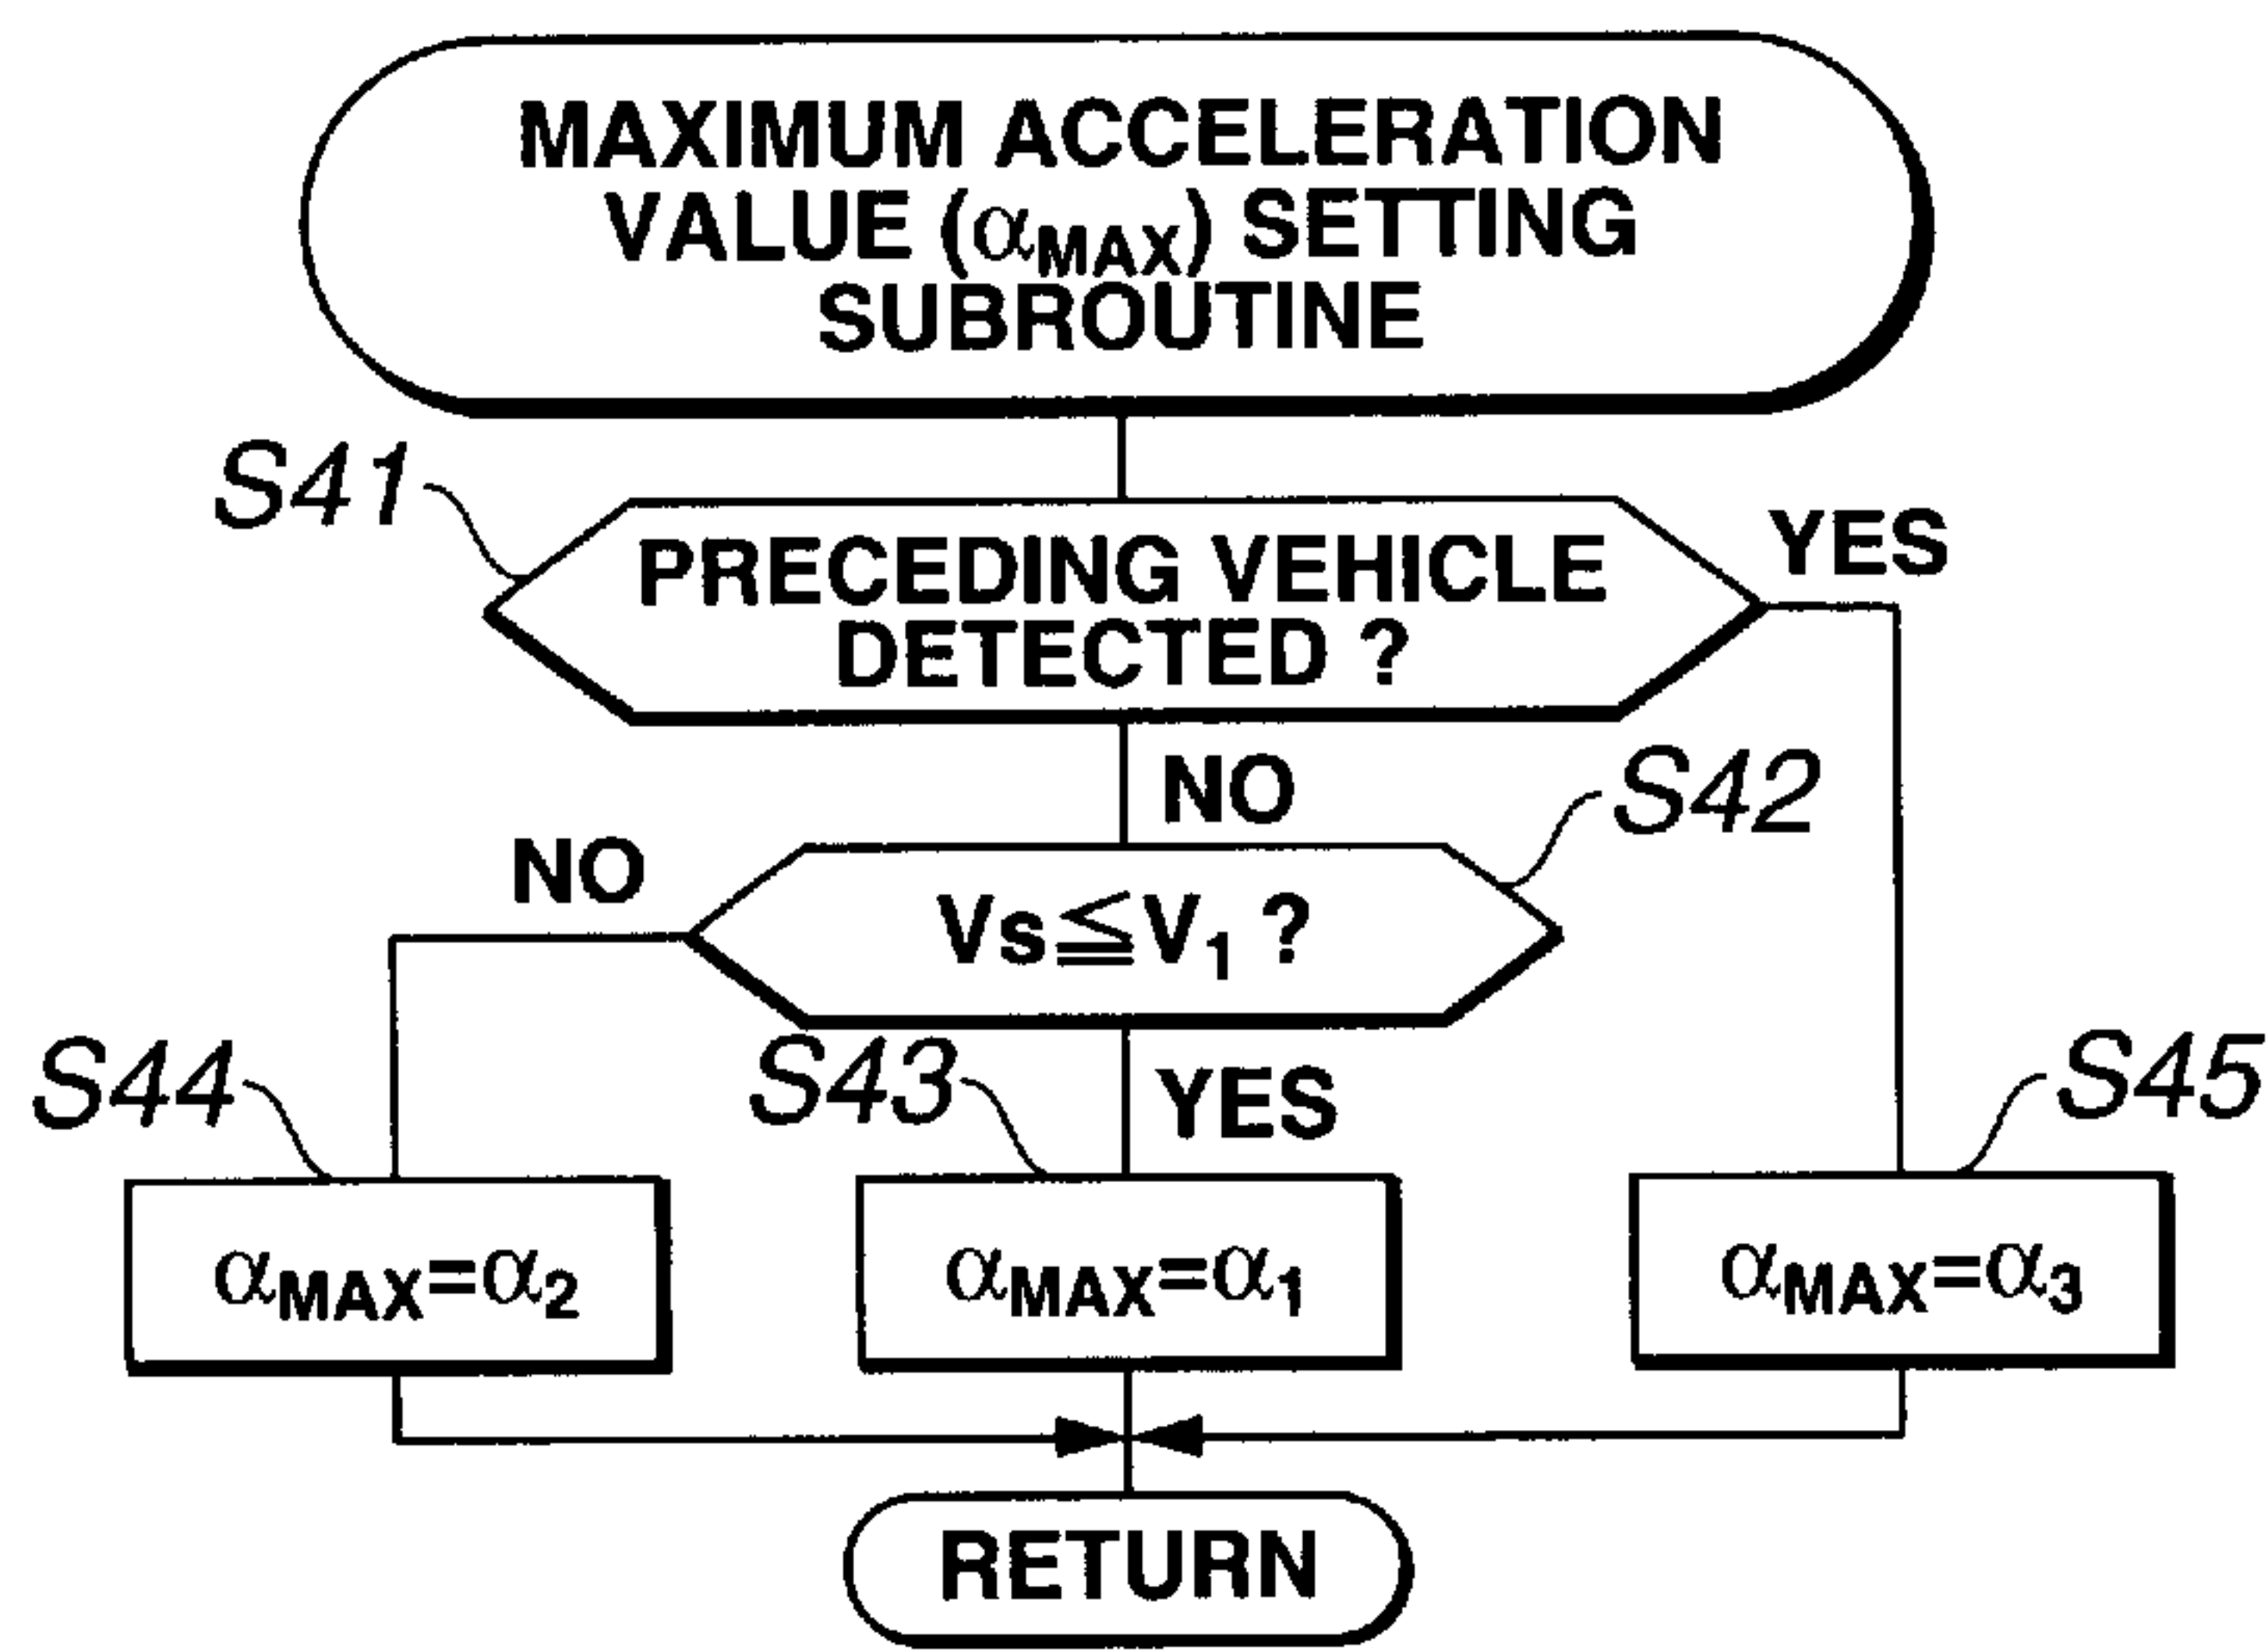 MAXIMUM ACCELERATION
VALUE (αMAX) SETTING
SUBROUTINE
S41
PRECEDING VEHICLE
DETECTED ?
YES
NO
S42
NO
Vs≦V1 ?
S44
S43
YES
S45
αMAX=α2
αMAX=α1
αMAX=α3
RETURN